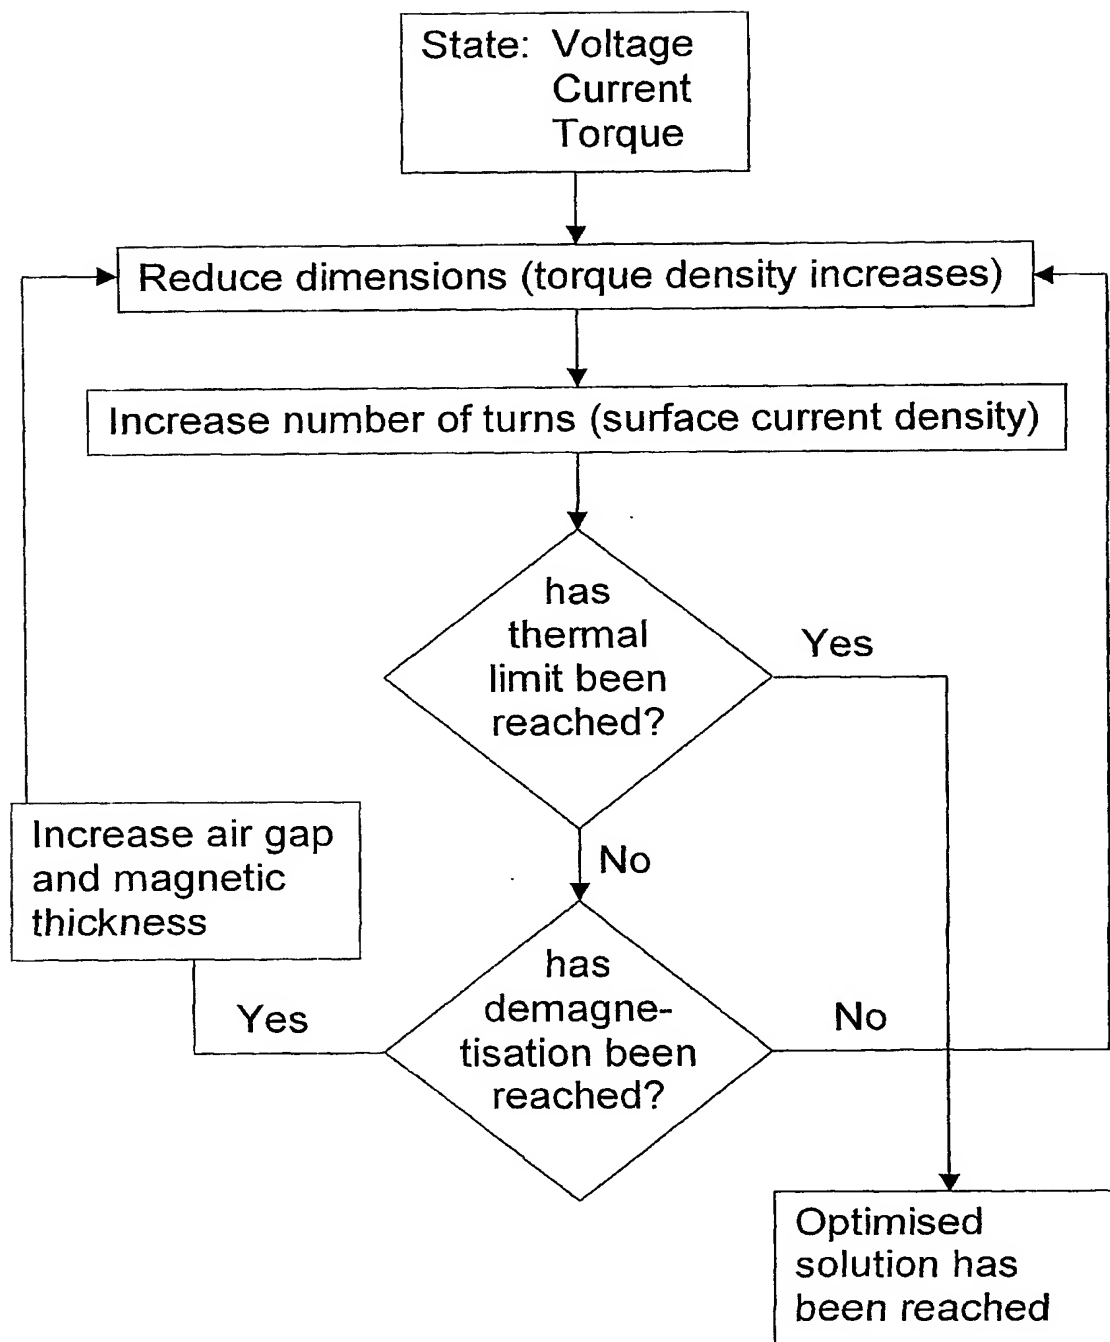 State: Voltage
Current
Torque
Reduce dimensions (torque density increases)
Increase number of turns (surface current density)
has
thermal
limit been
reached?
Yes
No
Increase air gap
and magnetic
thickness
has
demagne-
tisation been
reached?
Yes
No
Optimised
solution has
been reached